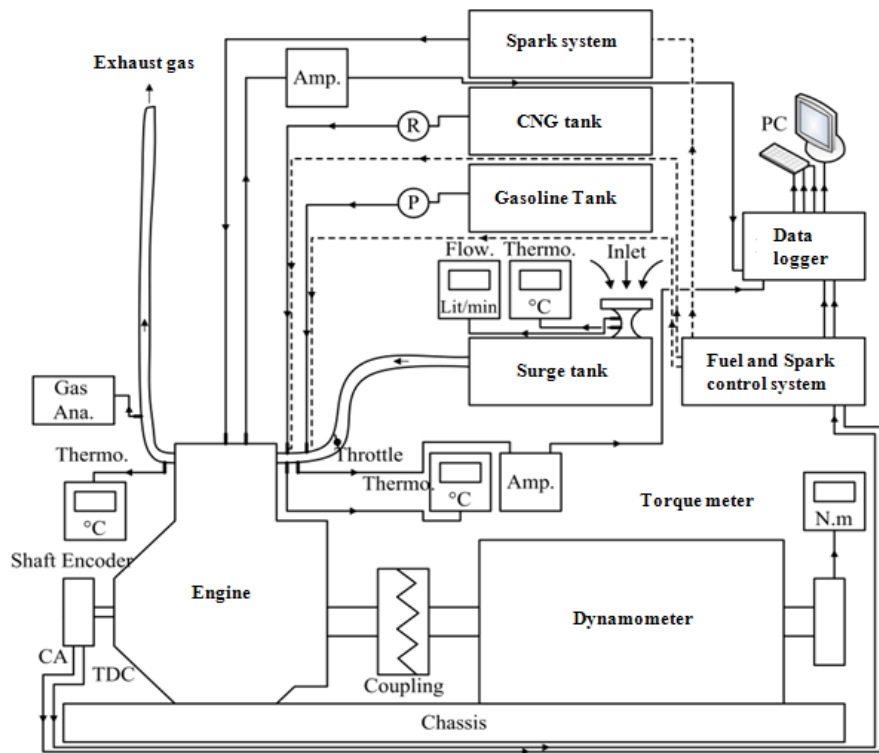 Spark system
Exhaust gas
Amp.
CNG tank
R
PC
Gasoline Tank
P
Data
logger
Flow.
Thermo.
Inlet
Lit/min
°C
Surge tank
Fuel and Spark
control system
Gas
Ana.
Throttle
Thermo.
Thermo.
°C
Amp.
°C
Torque meter
N.m
Shaft Encoder
Engine
Dynamometer
CA
TDC
Coupling
Chassis